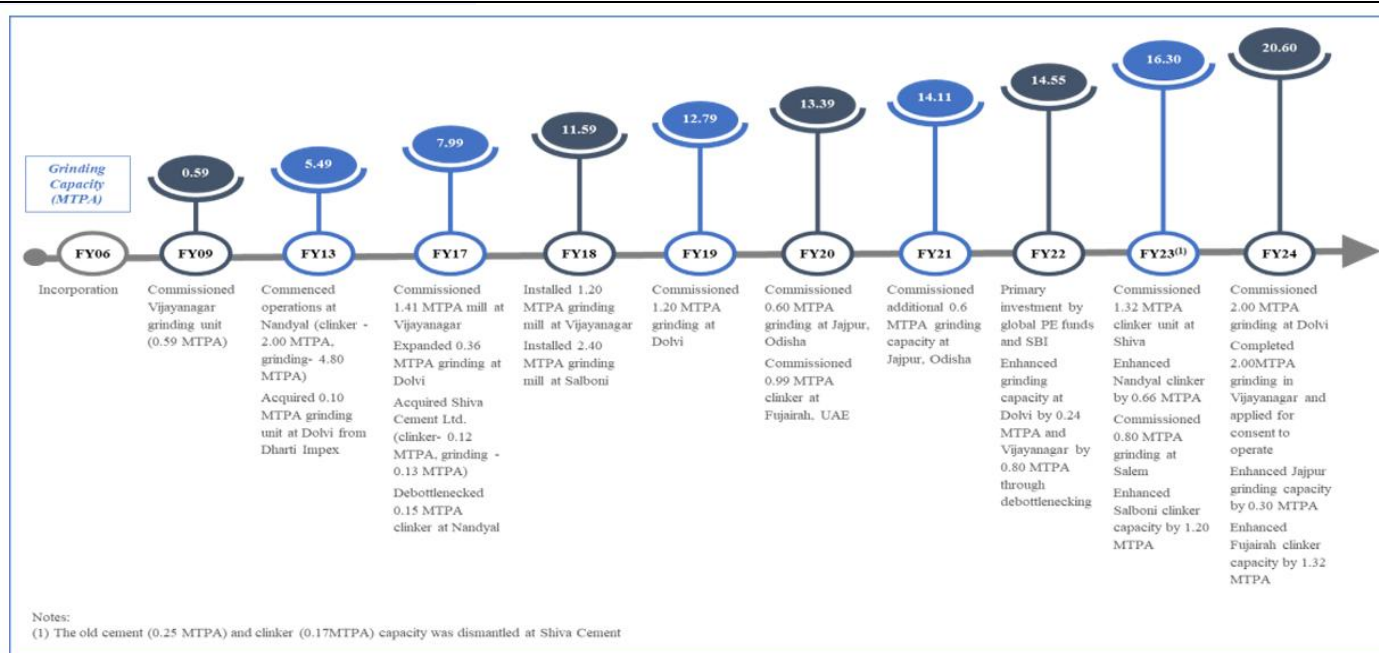 0.59
5.49
7.99
11.59
12.79
13.39
14.11
14.55
16.30
20.60
Grinding
Capacity
(MTPA)
FY06
FY09
FY13
FY17
FY18
FY19
FY20
FY21
FY22
FY23(1)
FY24
Incorporation
Commissioned
Vijayanagar
grinding unit
(0.59 MTPA)
Commenced
operations at
Nandyal (clinker -
2.00 MTPA,
grinding- 4.80
MTPA)
Acquired 0.10
MTPA grinding
unit at Dolvi from
Dharti Impex
Commissioned
1.41 MTPA mill at
Vijayanagar
Expanded 0.36
MTPA grinding at
Dolvi
Acquired Shiva
Cement Ltd.
(clinker- 0.12
MTPA, grinding -
0.13 MTPA)
Debottlenecked
0.15 MTPA
clinker at Nandyal
Installed 1.20
MTPA grinding
mill at Vijayanagar
Installed 2.40
MTPA grinding
mill at Salboni
Commissioned
1.20 MTPA
grinding at
Dolvi
Commissioned
0.60 MTPA
grinding at Jajpur,
Odisha
Commissioned
0.99 MTPA
clinker at
Fujairah, UAE
Commissioned
additional 0.6
MTPA grinding
capacity at
Jajpur, Odisha
Primary
investment by
global PE funds
and SBI
Enhanced
grinding
capacity at
Dolvi by 0.24
MTPA and
Vijayanagar by
0.80 MTPA
through
debottlenecking
Commissioned
1.32 MTPA
clinker unit at
Shiva
Enhanced
Nandyal clinker
by 0.66 MTPA
Commissioned
0.80 MTPA
grinding at
Salem
Enhanced
Salboni clinker
capacity by 1.20
MTPA
Commissioned
2.00 MTPA
grinding at Dolvi
Completed
2.00MTPA
grinding in
Vijayanagar and
applied for
consent to
operate
Enhanced Jajpur
grinding capacity
by 0.30 MTPA
Enhanced
Fujairah clinker
capacity by 1.32
MTPA
Notes:
(1) The old cement (0.25 MTPA) and clinker (0.17MTPA) capacity was dismantled at Shiva Cement